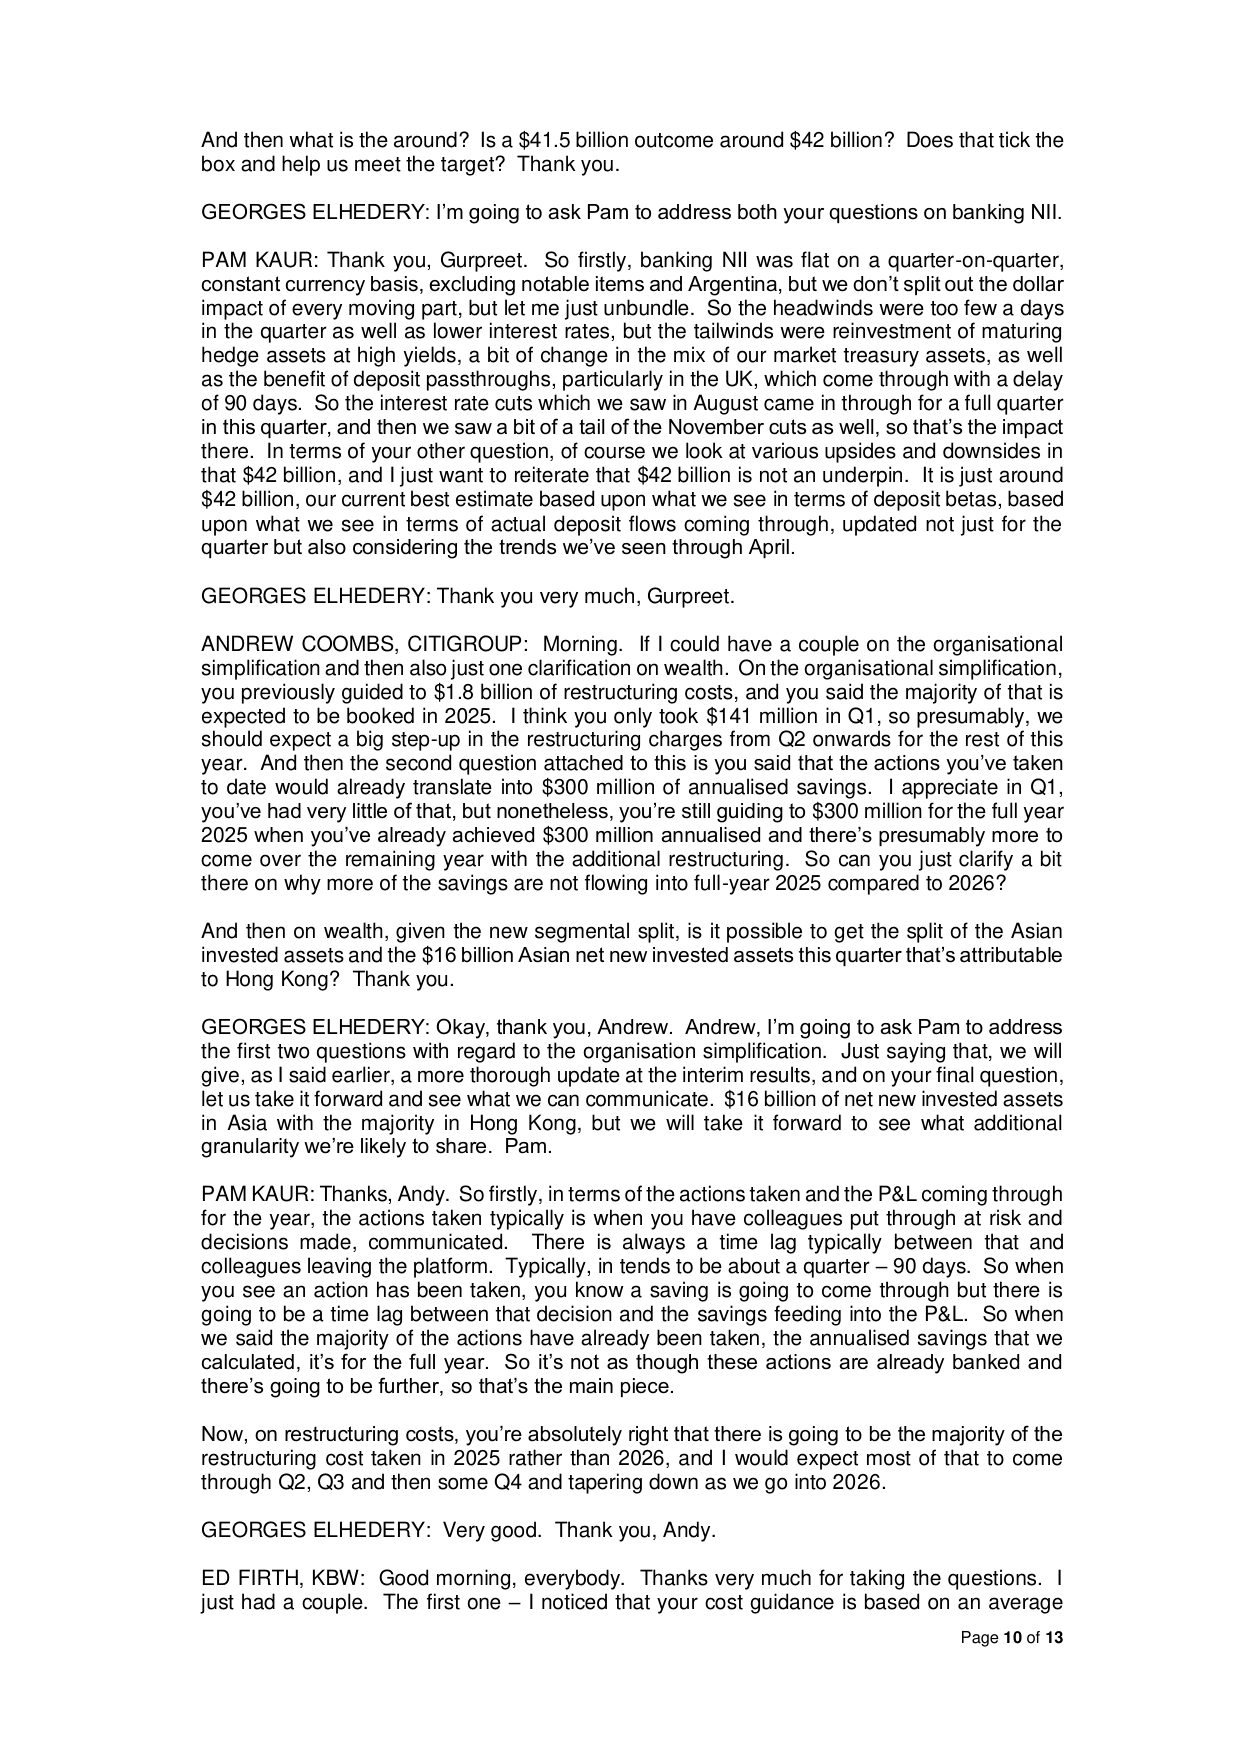 And then what is the around?  Is a $41.5 billion outcome around $42 billion?  Does that tick the
box and help us meet the target?  Thank you.
GEORGES ELHEDERY: I'm going to ask Pam to address both your questions on banking NII.
PAM KAUR: Thank you, Gurpreet.  So firstly, banking NII was flat on a quarter-on-quarter,
constant currency basis, excluding notable items and Argentina, but we don't split out the dollar
impact of every moving part, but let me just unbundle.  So the headwinds were too few a days
in the quarter as well as lower interest rates, but the tailwinds were reinvestment of maturing
hedge assets at high yields, a bit of change in the mix of our market treasury assets, as well
as the benefit of deposit passthroughs, particularly in the UK, which come through with a delay
of 90 days.  So the interest rate cuts which we saw in August came in through for a full quarter
in this quarter, and then we saw a bit of a tail of the November cuts as well, so that's the impact
there.  In terms of your other question, of course we look at various upsides and downsides in
that $42 billion, and I just want to reiterate that $42 billion is not an underpin.  It is just around
$42 billion, our current best estimate based upon what we see in terms of deposit betas, based
upon what we see in terms of actual deposit flows coming through, updated not just for the
quarter but also considering the trends we've seen through April.
GEORGES ELHEDERY: Thank you very much, Gurpreet.
ANDREW COOMBS, CITIGROUP:  Morning.  If I could have a couple on the organisational
simplification and then also just one clarification on wealth.  On the organisational simplification,
you previously guided to $1.8 billion of restructuring costs, and you said the majority of that is
expected to be booked in 2025.  I think you only took $141 million in Q1, so presumably, we
should expect a big step-up in the restructuring charges from Q2 onwards for the rest of this
year.  And then the second question attached to this is you said that the actions you've taken
to date would already translate into $300 million of annualised savings.  I appreciate in Q1,
you've had very little of that, but nonetheless, you're still guiding to $300 million for the full year
2025 when you've already achieved $300 million annualised and there's presumably more to
come over the remaining year with the additional restructuring.  So can you just clarify a bit
there on why more of the savings are not flowing into full-year 2025 compared to 2026?
And then on wealth, given the new segmental split, is it possible to get the split of the Asian
invested assets and the $16 billion Asian net new invested assets this quarter that's attributable
to Hong Kong?  Thank you.
GEORGES ELHEDERY: Okay, thank you, Andrew.  Andrew, I'm going to ask Pam to address
the first two questions with regard to the organisation simplification.  Just saying that, we will
give, as I said earlier, a more thorough update at the interim results, and on your final question,
let us take it forward and see what we can communicate.  $16 billion of net new invested assets
in Asia with the majority in Hong Kong, but we will take it forward to see what additional
granularity we're likely to share.  Pam.
PAM KAUR: Thanks, Andy.  So firstly, in terms of the actions taken and the P&L coming through
for the year, the actions taken typically is when you have colleagues put through at risk and
decisions made, communicated.  There is always a time lag typically between that and
colleagues leaving the platform.  Typically, in tends to be about a quarter – 90 days.  So when
you see an action has been taken, you know a saving is going to come through but there is
going to be a time lag between that decision and the savings feeding into the P&L.  So when
we said the majority of the actions have already been taken, the annualised savings that we
calculated, it's for the full year.  So it's not as though these actions are already banked and
there's going to be further, so that's the main piece.
Now, on restructuring costs, you're absolutely right that there is going to be the majority of the
restructuring cost taken in 2025 rather than 2026, and I would expect most of that to come
through Q2, Q3 and then some Q4 and tapering down as we go into 2026.
GEORGES ELHEDERY:  Very good.  Thank you, Andy.
ED FIRTH, KBW:  Good morning, everybody.  Thanks very much for taking the questions.  I
just had a couple.  The first one – I noticed that your cost guidance is based on an average
Page 10 of 13